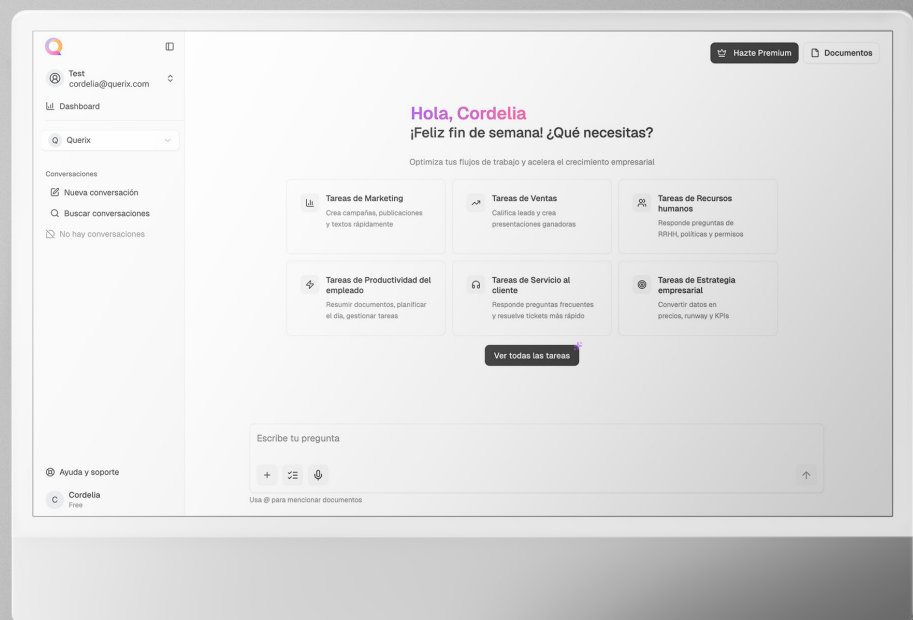 Test
cordelia@querix.com
Dashboard
Q Querix
Conversaciones
Nueva conversación
Buscar conversaciones
No hay conversaciones
Ayuda y soporte
C Cordelia
Free
Hazte Premium
Documentos
Hola, Cordelia
¡Feliz fin de semana! ¿Qué necesitas?
Optimiza tus flujos de trabajo y acelera el crecimiento empresarial
Tareas de Marketing
Crea campañas, publicaciones
y textos rápidamente
Tareas de Ventas
Califica leads y crea
presentaciones ganadoras
Tareas de Recursos
humanos
Responde preguntas de
RRHH, políticas y permisos
Tareas de Productividad del
empleado
Resumir documentos, planificar
el día, gestionar tareas
Tareas de Servicio al
cliente
Responde preguntas frecuentes
y resuelve tickets más rápido
Tareas de Estrategia
empresarial
Convertir datos en
precios, runway y KPIs
Ver todas las tareas
Escribe tu pregunta
Usa @ para mencionar documentos